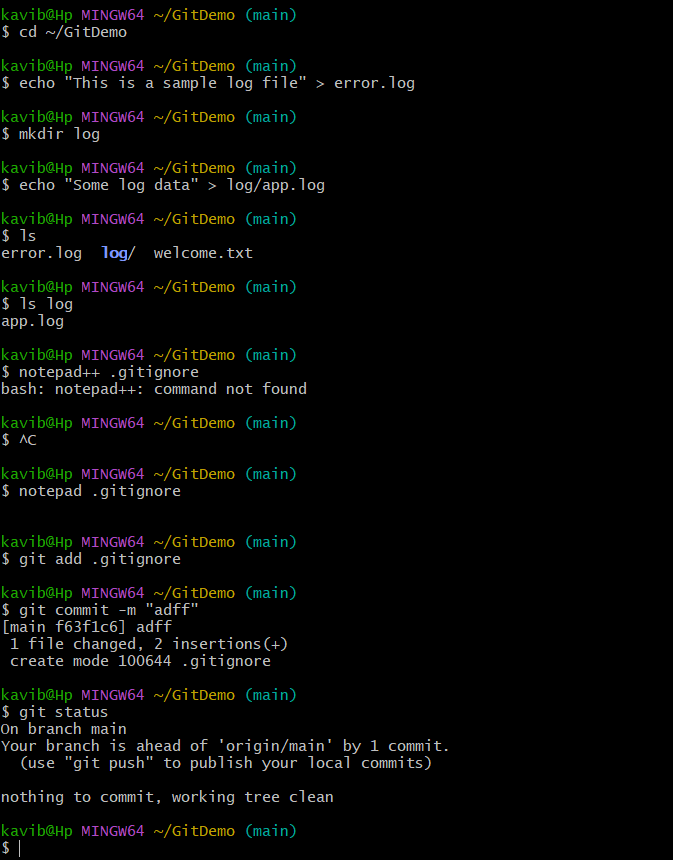 kavib@Hp MINGW64 ~/GitDemo (main)
$ cd ~/GitDemo
kavib@Hp MINGW64 ~/GitDemo (main)
$ echo "This is a sample log file" > error.log
kavib@Hp MINGW64 ~/GitDemo (main)
$ mkdir log
kavib@Hp MINGW64 ~/GitDemo (main)
$ echo "Some log data" > log/app.log
kavib@Hp MINGW64 ~/GitDemo (main)
$ ls
error.log  log/  welcome.txt
kavib@Hp MINGW64 ~/GitDemo (main)
$ ls log
app.log
kavib@Hp MINGW64 ~/GitDemo (main)
$ notepad++ .gitignore
bash: notepad++: command not found
kavib@Hp MINGW64 ~/GitDemo (main)
$ ^C
kavib@Hp MINGW64 ~/GitDemo (main)
$ notepad .gitignore
kavib@Hp MINGW64 ~/GitDemo (main)
$ git add .gitignore
kavib@Hp MINGW64 ~/GitDemo (main)
$ git commit -m "adff"
[main f63f1c6] adff
 1 file changed, 2 insertions(+)
 create mode 100644 .gitignore
kavib@Hp MINGW64 ~/GitDemo (main)
$ git status
On branch main
Your branch is ahead of 'origin/main' by 1 commit.
  (use "git push" to publish your local commits)
nothing to commit, working tree clean
kavib@Hp MINGW64 ~/GitDemo (main)
$